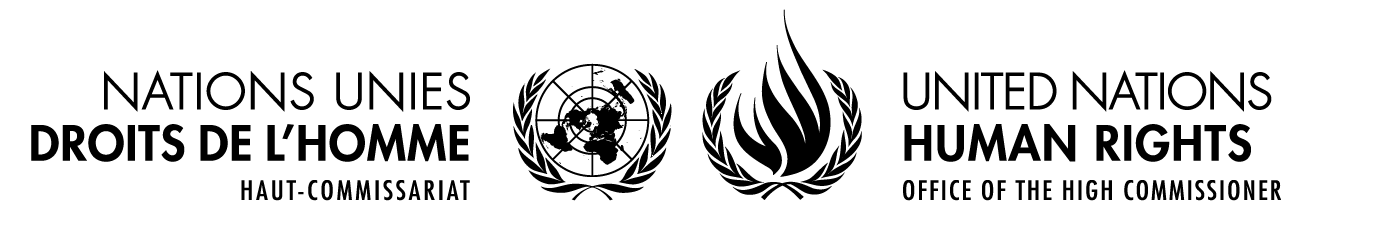 NATIONS UNIES
DROITS DE L'HOMME
HAUT-COMMISSARIAT
UNITED NATIONS
HUMAN RIGHTS
OFFICE OF THE HIGH COMMISSIONER